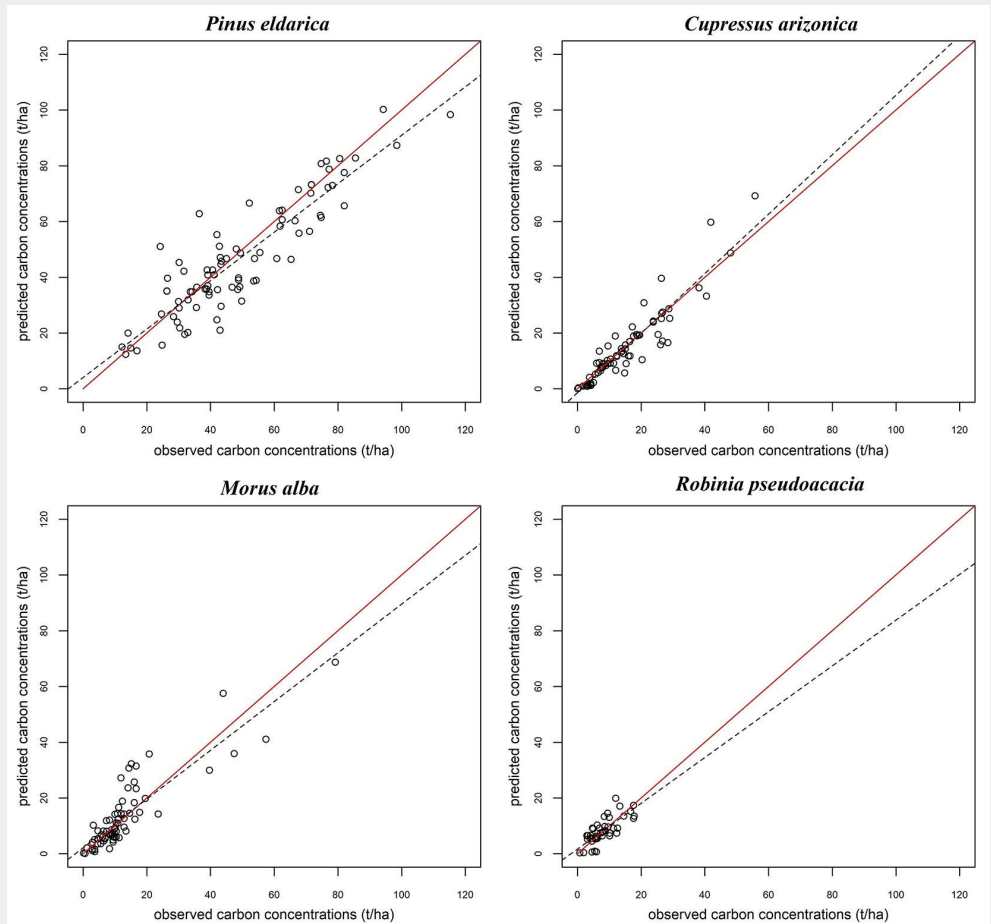 Pinus eldarica
predicted carbon concentrations (t/ha)
120
100
80
60
40
20
0
0 20 40 60 80 100 120
observed carbon concentrations (t/ha)
Cupressus arizonica
predicted carbon concentrations (t/ha)
120
100
80
60
40
20
0
0 20 40 60 80 100 120
observed carbon concentrations (t/ha)
Morus alba
predicted carbon concentrations (t/ha)
120
100
80
60
40
20
0
0 20 40 60 80 100 120
observed carbon concentrations (t/ha)
Robinia pseudoacacia
predicted carbon concentrations (t/ha)
120
100
80
60
40
20
0
0 20 40 60 80 100 120
observed carbon concentrations (t/ha)